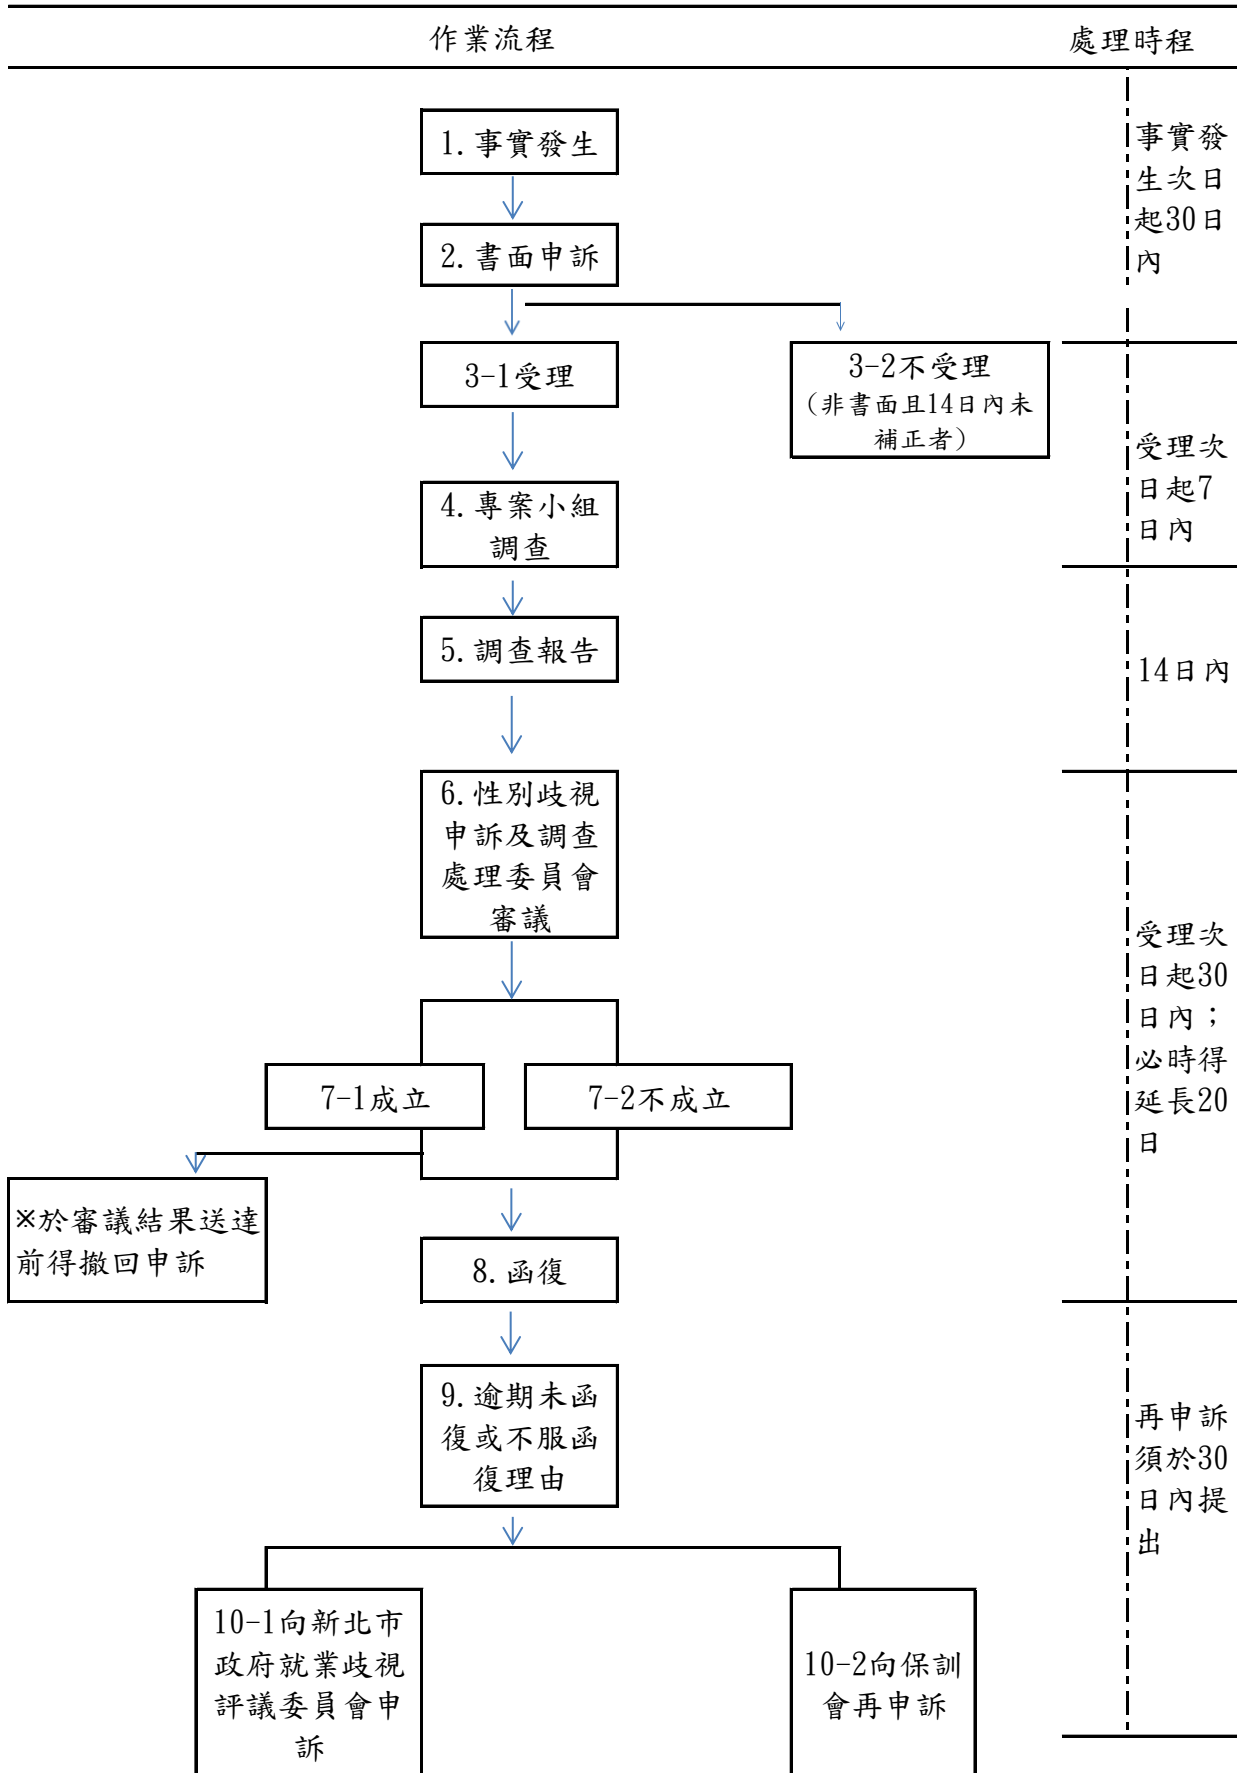 作業流程
處理時程
1.事實發生
事實發
生次日
起30日
內
2.書面申訴
3-1受理
3-2不受理
(非書面且14日內未
補正者)
受理次
日起7
日內
4.專案小組
調查
5.調查報告
14日內
6.性別歧視
申訴及調查
處理委員會
審議
受理次
日起30
日內；
必時得
延長20
日
7-1成立
7-2不成立
※於審議結果送達
前得撤回申訴
8.函復
9.逾期未函
復或不服函
復理由
再申訴
須於30
日內提
出
10-1向新北市
政府就業歧視
評議委員會申
訴
10-2向保訓
會再申訴